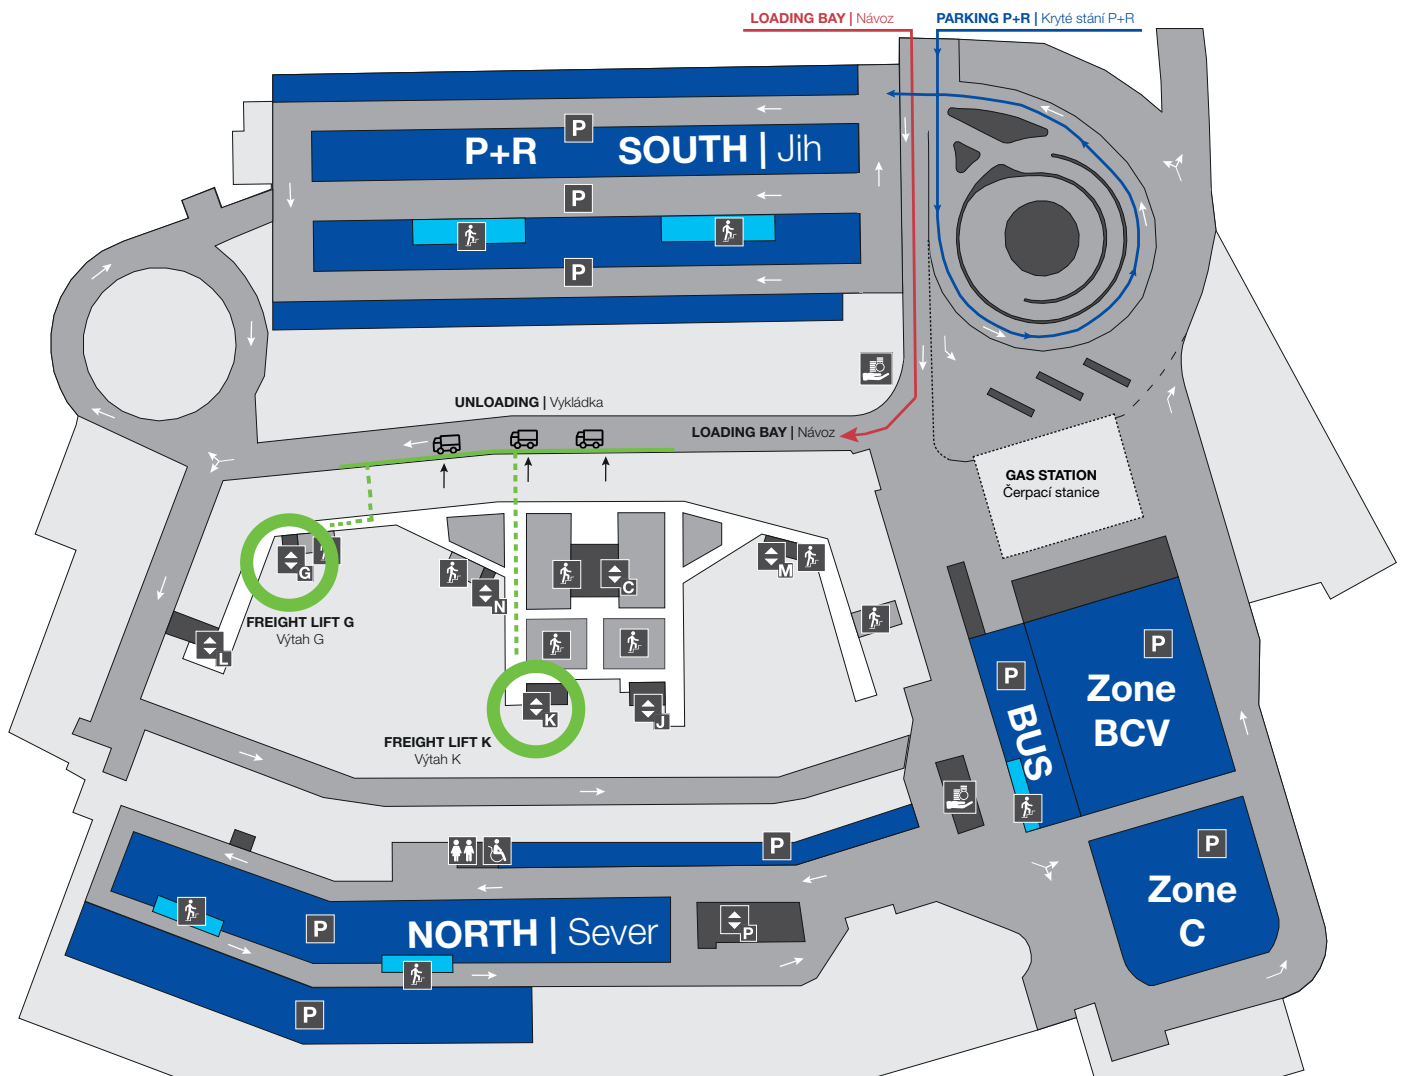 LOADING BAY | Návoz
PARKING P+R | Kryté stání P+R
P
P+R
SOUTH | Jih
P
P
UNLOADING | Vykládka
LOADING BAY | Návoz
GAS STATION
Čerpací stanice
G
M
C
N
FREIGHT LIFT G
Výtah G
L
P
P
Zone
BCV
BUS
K
J
FREIGHT LIFT K
Výtah K
P
P
Zone
C
P
NORTH | Sever
P
P